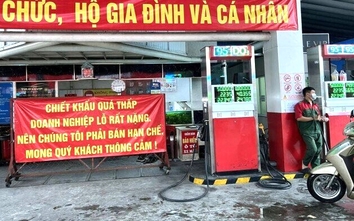 CHỨC, HỘ GIA ĐÌNH VÀ CÁ NHÂN
CHIẾT KHẤU QUÁ THẤP
DOANH NGHIỆP LỖ RẤT NẶNG
NÊN CHÚNG TÔI PHẢI BÁN HẠN CHẾ.
MONG QUÝ KHÁCH THÔNG CẢM !